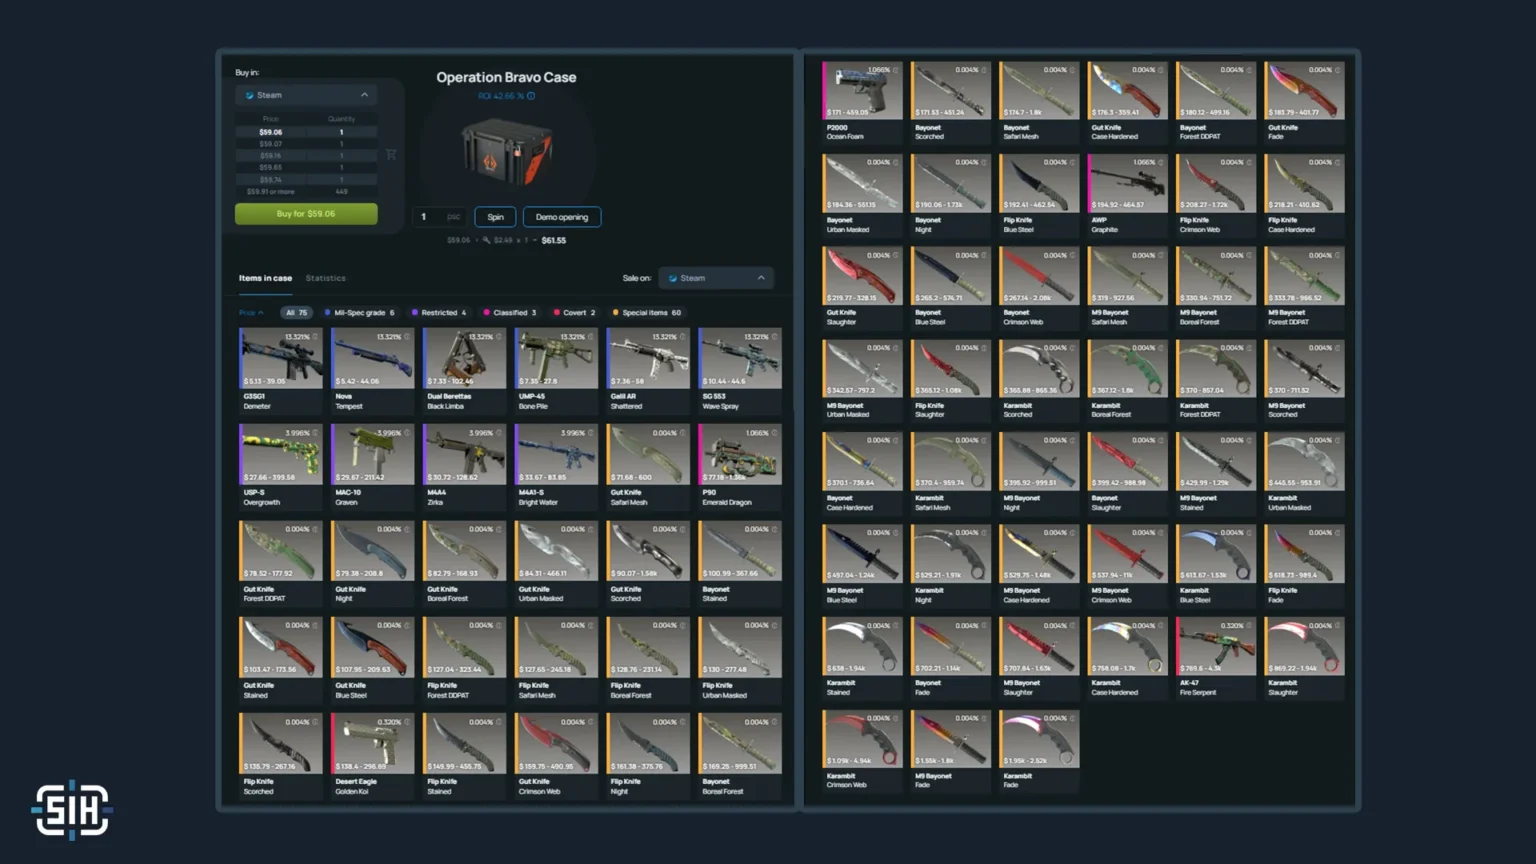 Buy in:
Steam
Price Quantity
$59.06 1
$59.07 1
$59.14 1
$59.65 1
1
$59.91 or more 449
Buy for $59.06
Operation Bravo Case
ROI 42.66 %
1
Spin
Demo opening
$59.06 + $2.49 x 1 = $61.55
Items in case Statistics
Sale on: Steam
Price All 75 Mil-Spec grade 6 Restricted 4 Classified 3 Covert 2 Special items 60
13.321% 13.321% 13.321% 13.321% 13.321% 13.321%
$5.13 - 39.05 $5.42 - 44.06 $7.33 - 102.46 $7.35 - 27.8 $7.36 - 58 $10.44 - 44.6
G3SG1 Nova Dual Berettas UMP-45 Galil AR SG 553
Demeter Tempest Black Limba Bone Pile Shattered Wave Spray
3.996% 3.996% 3.996% 3.996% 0.004% 1.066%
$27.66 - 399.58 $29.67 - 211.42 $30.72 - 128.62 $33.67 - 83.85 $71.68 - 600 $77.18 -
USP-S MAC-10 M4A4 M4A1-S Gut Knife P90
Overgrowth Graven Zirka Bright Water Safari Mesh Emerald Dragon
0.004% 0.004% 0.004% 0.004% 0.004% 0.004%
$78.52 - 177.92 $79.38 - 208.8 $82.79 - 168.93 $84.31 - 466.11 $90.07 - 1.58k $100.99 - 367.66
Gut Knife Gut Knife Gut Knife Gut Knife Gut Knife Bayonet
Forest DDPAT Night Boreal Forest Urban Masked Scorched Stained
0.004% 0.004% 0.004% 0.004% 0.004% 0.004%
$103.47 - 173.56 $107.95 - 209.63 $127.04 - 323.44 $127.65 - 245.18 $128.76 - 231.14 $130 - 277.48
Gut Knife Gut Knife Flip Knife Flip Knife Flip Knife Flip Knife
Stained Blue Steel Forest DDPAT Safari Mesh Boreal Forest Urban Masked
0.004% 0.320% 0.004% 0.004% 0.004% 0.004%
$135.79 - 267.16 $138.4 - 296.69 $149.99 - 455.75 $159.75 - 490.95 $161.38 - 375.76 $169.25 - 999.51
Flip Knife Desert Eagle Flip Knife Gut Knife Flip Knife Bayonet
Scorched Golden Koi Stained Crimson Web Night Boreal Forest
1.066% 0.004% 0.004% 0.004% 0.004% 0.004%
$171 - 459.05 $171.53 - 451.24 $174.7 - 1.8k $176.3 - 359.41 $180.12 - 499.16 $183.79 - 401.77
P2000 Bayonet Bayonet Gut Knife Bayonet Gut Knife
Ocean Foam Scorched Safari Mesh Case Hardened Forest DDPAT Fade
0.004% 0.004% 0.004% 1.066% 0.004% 0.004%
$184.36 - 551.15 $190.06 - 1.73k $192.41 - 462.54 $194.92 - 464.57 $208.27 - 1.72k $218.21 - 410.62
Bayonet Bayonet Flip Knife AWP Flip Knife Flip Knife
Urban Masked Night Blue Steel Graphite Crimson Web Case Hardened
0.004% 0.004% 0.004% 0.004% 0.004% 0.004%
$219.77 - 328.15 $265.2 - 574.71 $267.14 - 2.08k $319 - 927.56 $330.94 - 751.72 $333.78 - 966.52
Gut Knife Bayonet Bayonet M9 Bayonet M9 Bayonet M9 Bayonet
Slaughter Blue Steel Crimson Web Safari Mesh Boreal Forest Forest DDPAT
0.004% 0.004% 0.004% 0.004% 0.004% 0.004%
$342.57 - 797.2 $365.12 - 1.08k $365.88 - 865.36 $367.12 - 1.6k $370 - 857.04 $370 - 711.52
M9 Bayonet Flip Knife Karambit Karambit Karambit M9 Bayonet
Urban Masked Slaughter Scorched Boreal Forest Forest DDPAT Scorched
0.004% 0.004% 0.004% 0.004% 0.004% 0.004%
$370.1 - 736.64 $370.4 - 959.74 $395.92 - 999.51 $399.42 - 988.98 $429.99 - 1.29k $445.55 - 953.91
Bayonet Karambit M9 Bayonet Bayonet M9 Bayonet Karambit
Case Hardened Safari Mesh Night Slaughter Stained Urban Masked
0.004% 0.004% 0.004% 0.004% 0.004% 0.004%
$497.04 - 1.24k $529.21 - 1.91k $529.75 - 1.48k $537.94 - 11k $613.67 - 1.53k $618.73 - 989.4
M9 Bayonet Karambit M9 Bayonet M9 Bayonet Karambit Flip Knife
Blue Steel Night Case Hardened Crimson Web Blue Steel Fade
0.004% 0.004% 0.004% 0.004% 0.320% 0.004%
$638 - 1.94k $702.21 - 1.14k $707.84 - 1.63k $758.08 - 1.7k $769.6 - 4.3k $869.22 - 1.94k
Karambit Bayonet M9 Bayonet Karambit AK-47 Karambit
Stained Fade Slaughter Case Hardened Fire Serpent Slaughter
0.004% 0.004% 0.004%
$1.09k - 4.94k $1.55k - 1.8k $1.95k - 2.52k
Karambit M9 Bayonet Karambit
Crimson Web Fade Fade
SIH